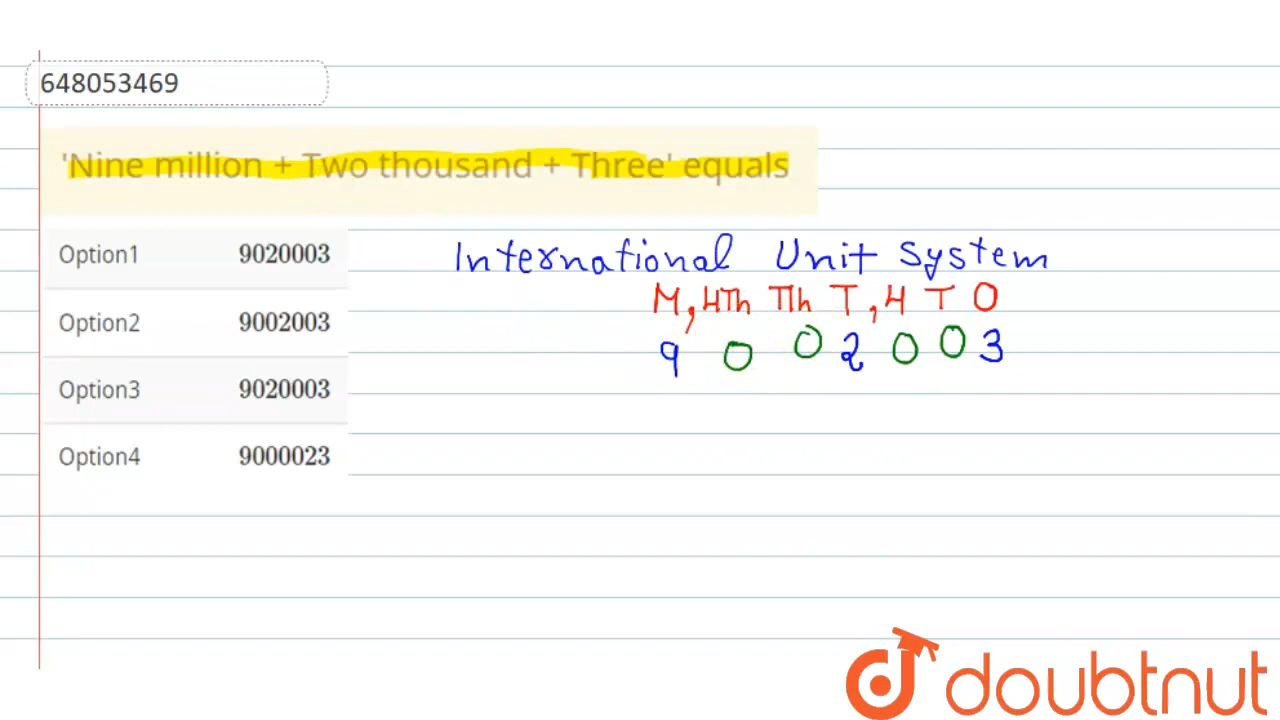 648053469
'Nine million + Two thousand + Three' equals
Option1 9020003
Option2 9002003
Option3 9020003
Option4 9000023
International Unit System
M, HTh Th T, H T O
9 0 0 2 0 0 3
doubtnut